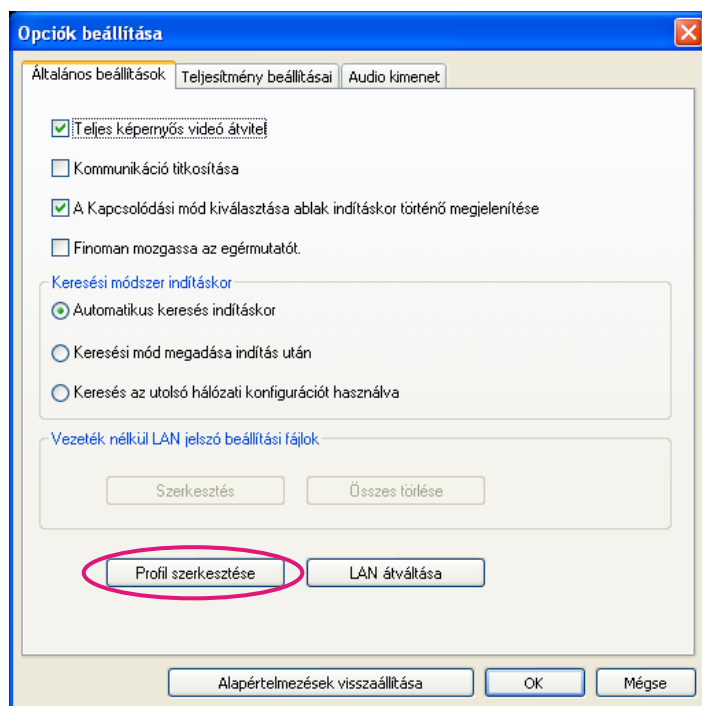 Opciók beállítása
Általános beállítások Teljesítmény beállításai Audio kimenet
Teljes képernyős videó átvitel
Kommunikáció titkosítása
A Kapcsolódási mód kiválasztása ablak indításkor történő megjelenítése
Finoman mozgassa az egérmutatót.
Keresési módszer indításkor
Automatikus keresés indításkor
Keresési mód megadása indítás után
Keresés az utolsó hálózati konfigurációt használva
Vezeték nélkül LAN jelszó beállítási fájlok
Szerkesztés Összes törlése
Profil szerkesztése LAN átváltása
Alapértelmezések visszaállítása OK Mégse